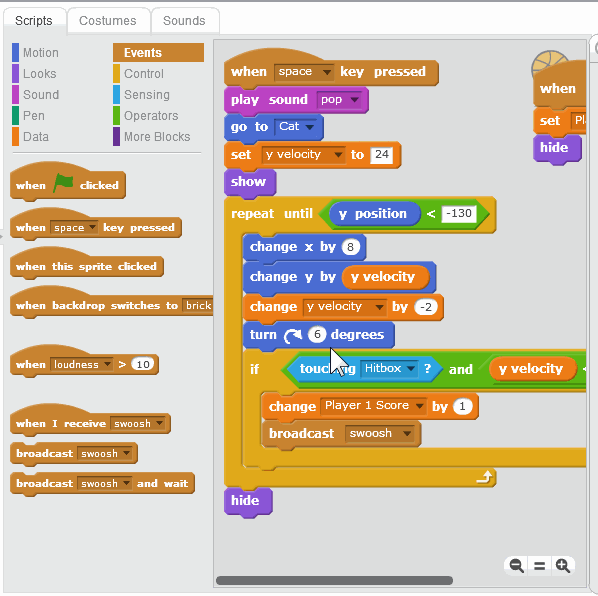 Scripts Costumes Sounds
Motion Events
Looks Control
Sound Sensing
Pen Operators
Data More Blocks
when clicked
when space key pressed
when this sprite clicked
when backdrop switches to brick
when loudness > 10
when I receive swoosh
broadcast swoosh
broadcast swoosh and wait
when space key pressed
play sound pop
go to Cat
set y velocity to 24
show
repeat until y position < -130
change x by 8
change y by y velocity
change y velocity by -2
turn 6 degrees
if Hitbox ? and y velocity <
change Player 1 Score by 1
broadcast swoosh
hide
when
set
hide
=